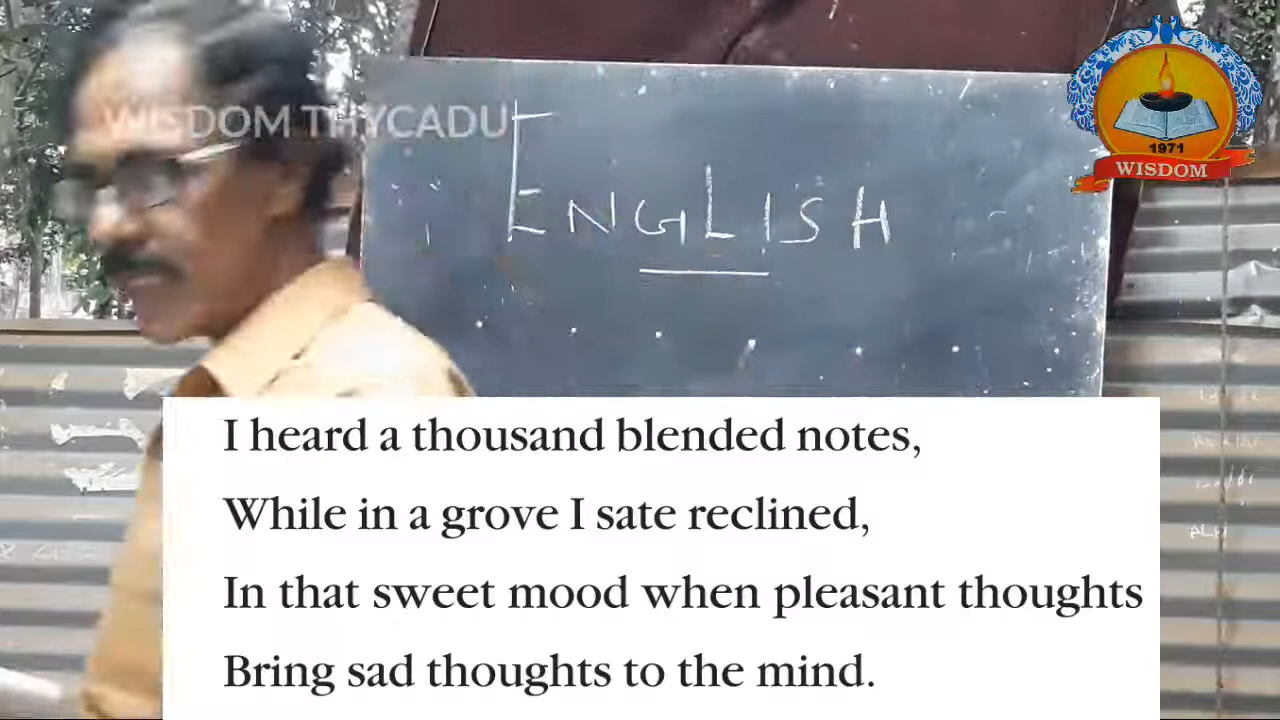 WISDOM THYCADU
ENGLISH
1971
WISDOM
I heard a thousand blended notes,
While in a grove I sate reclined,
In that sweet mood when pleasant thoughts
Bring sad thoughts to the mind.